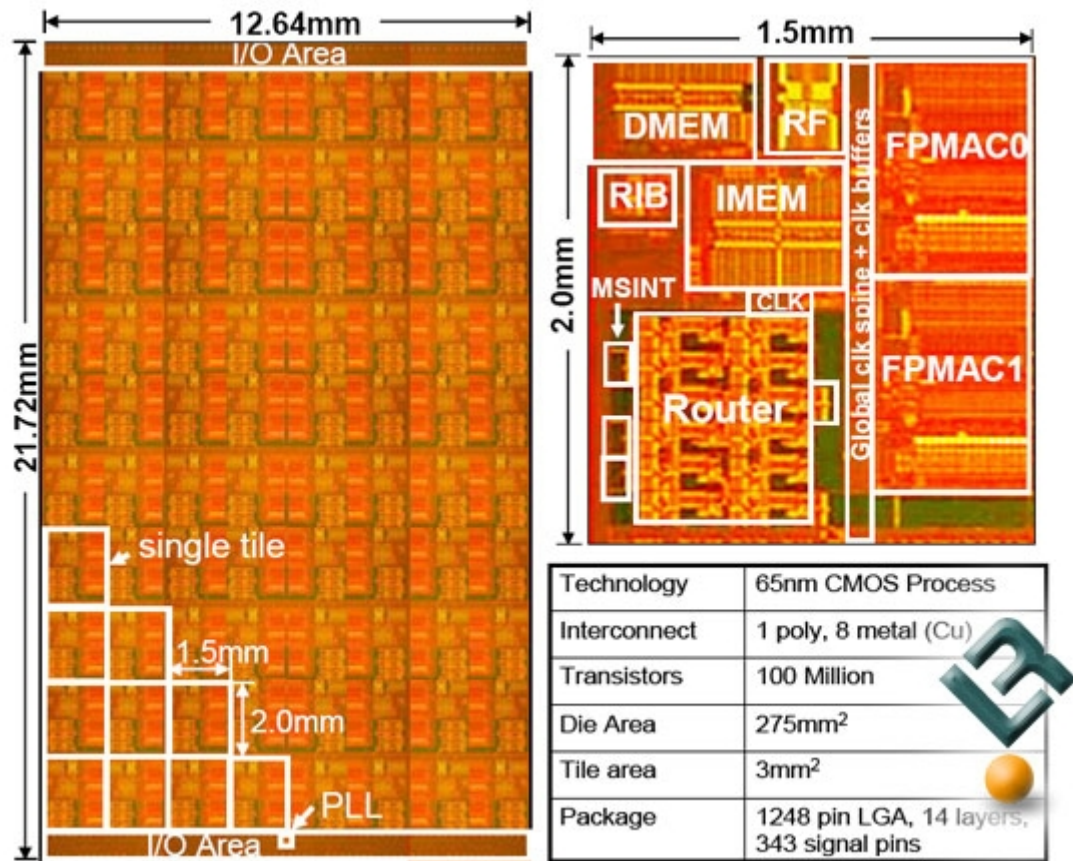 12.64mm
I/O Area
21.72mm
single tile
1.5mm
2.0mm
PLL
I/O Area
1.5mm
2.0mm
DMEM
RF
FPMAC0
RIB
IMEM
MSINT
CLK
Global clk spine + clk buffers
Router
FPMAC1
Technology 65nm CMOS Process
Interconnect 1 poly, 8 metal (Cu)
Transistors 100 Million
Die Area 275mm²
Tile area 3mm²
Package 1248 pin LGA, 14 layers,
343 signal pins